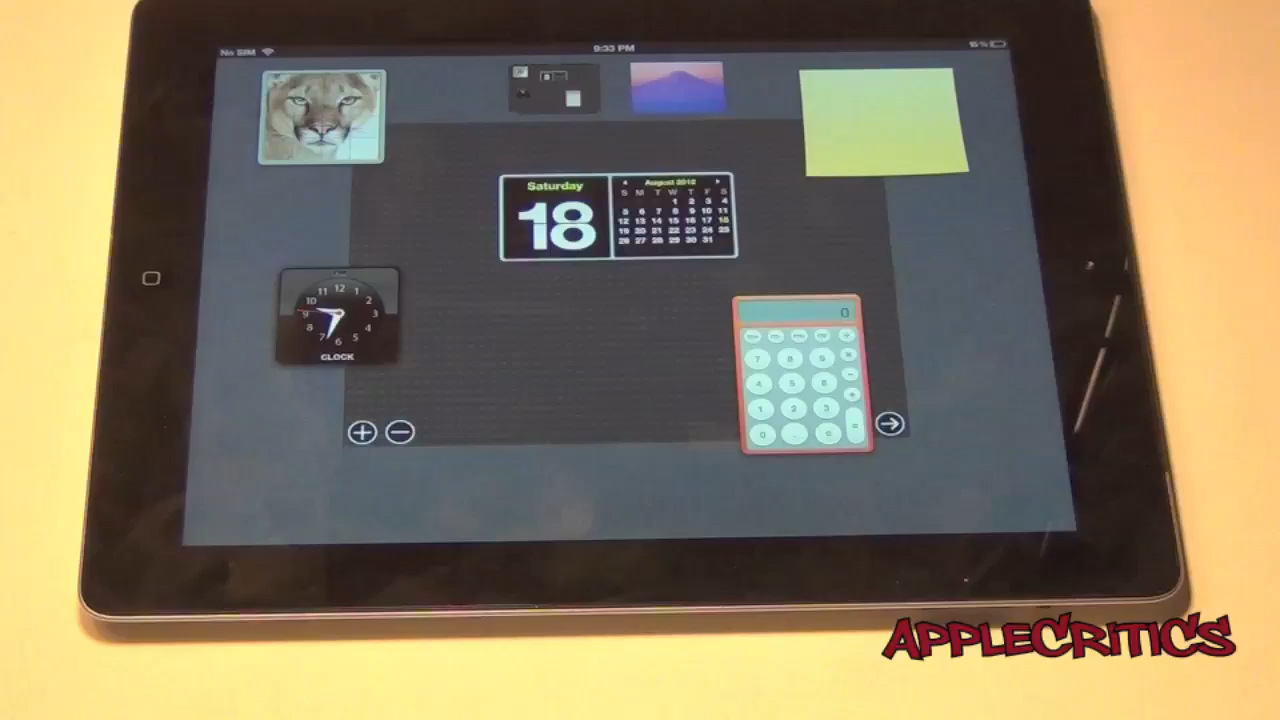 No SIM
9:33 PM
15%
Saturday
18
August 2012
S M T W T F S
1 2 3 4
5 6 7 8 9 10 11
12 13 14 15 16 17 18
19 20 21 22 23 24 25
26 27 28 29 30 31
12
11 1
10 2
9 3
8 4
7 5
6
CLOCK
0
7 8 9
4 5 6
1 2 3
0 . c =
APPLECRITICS